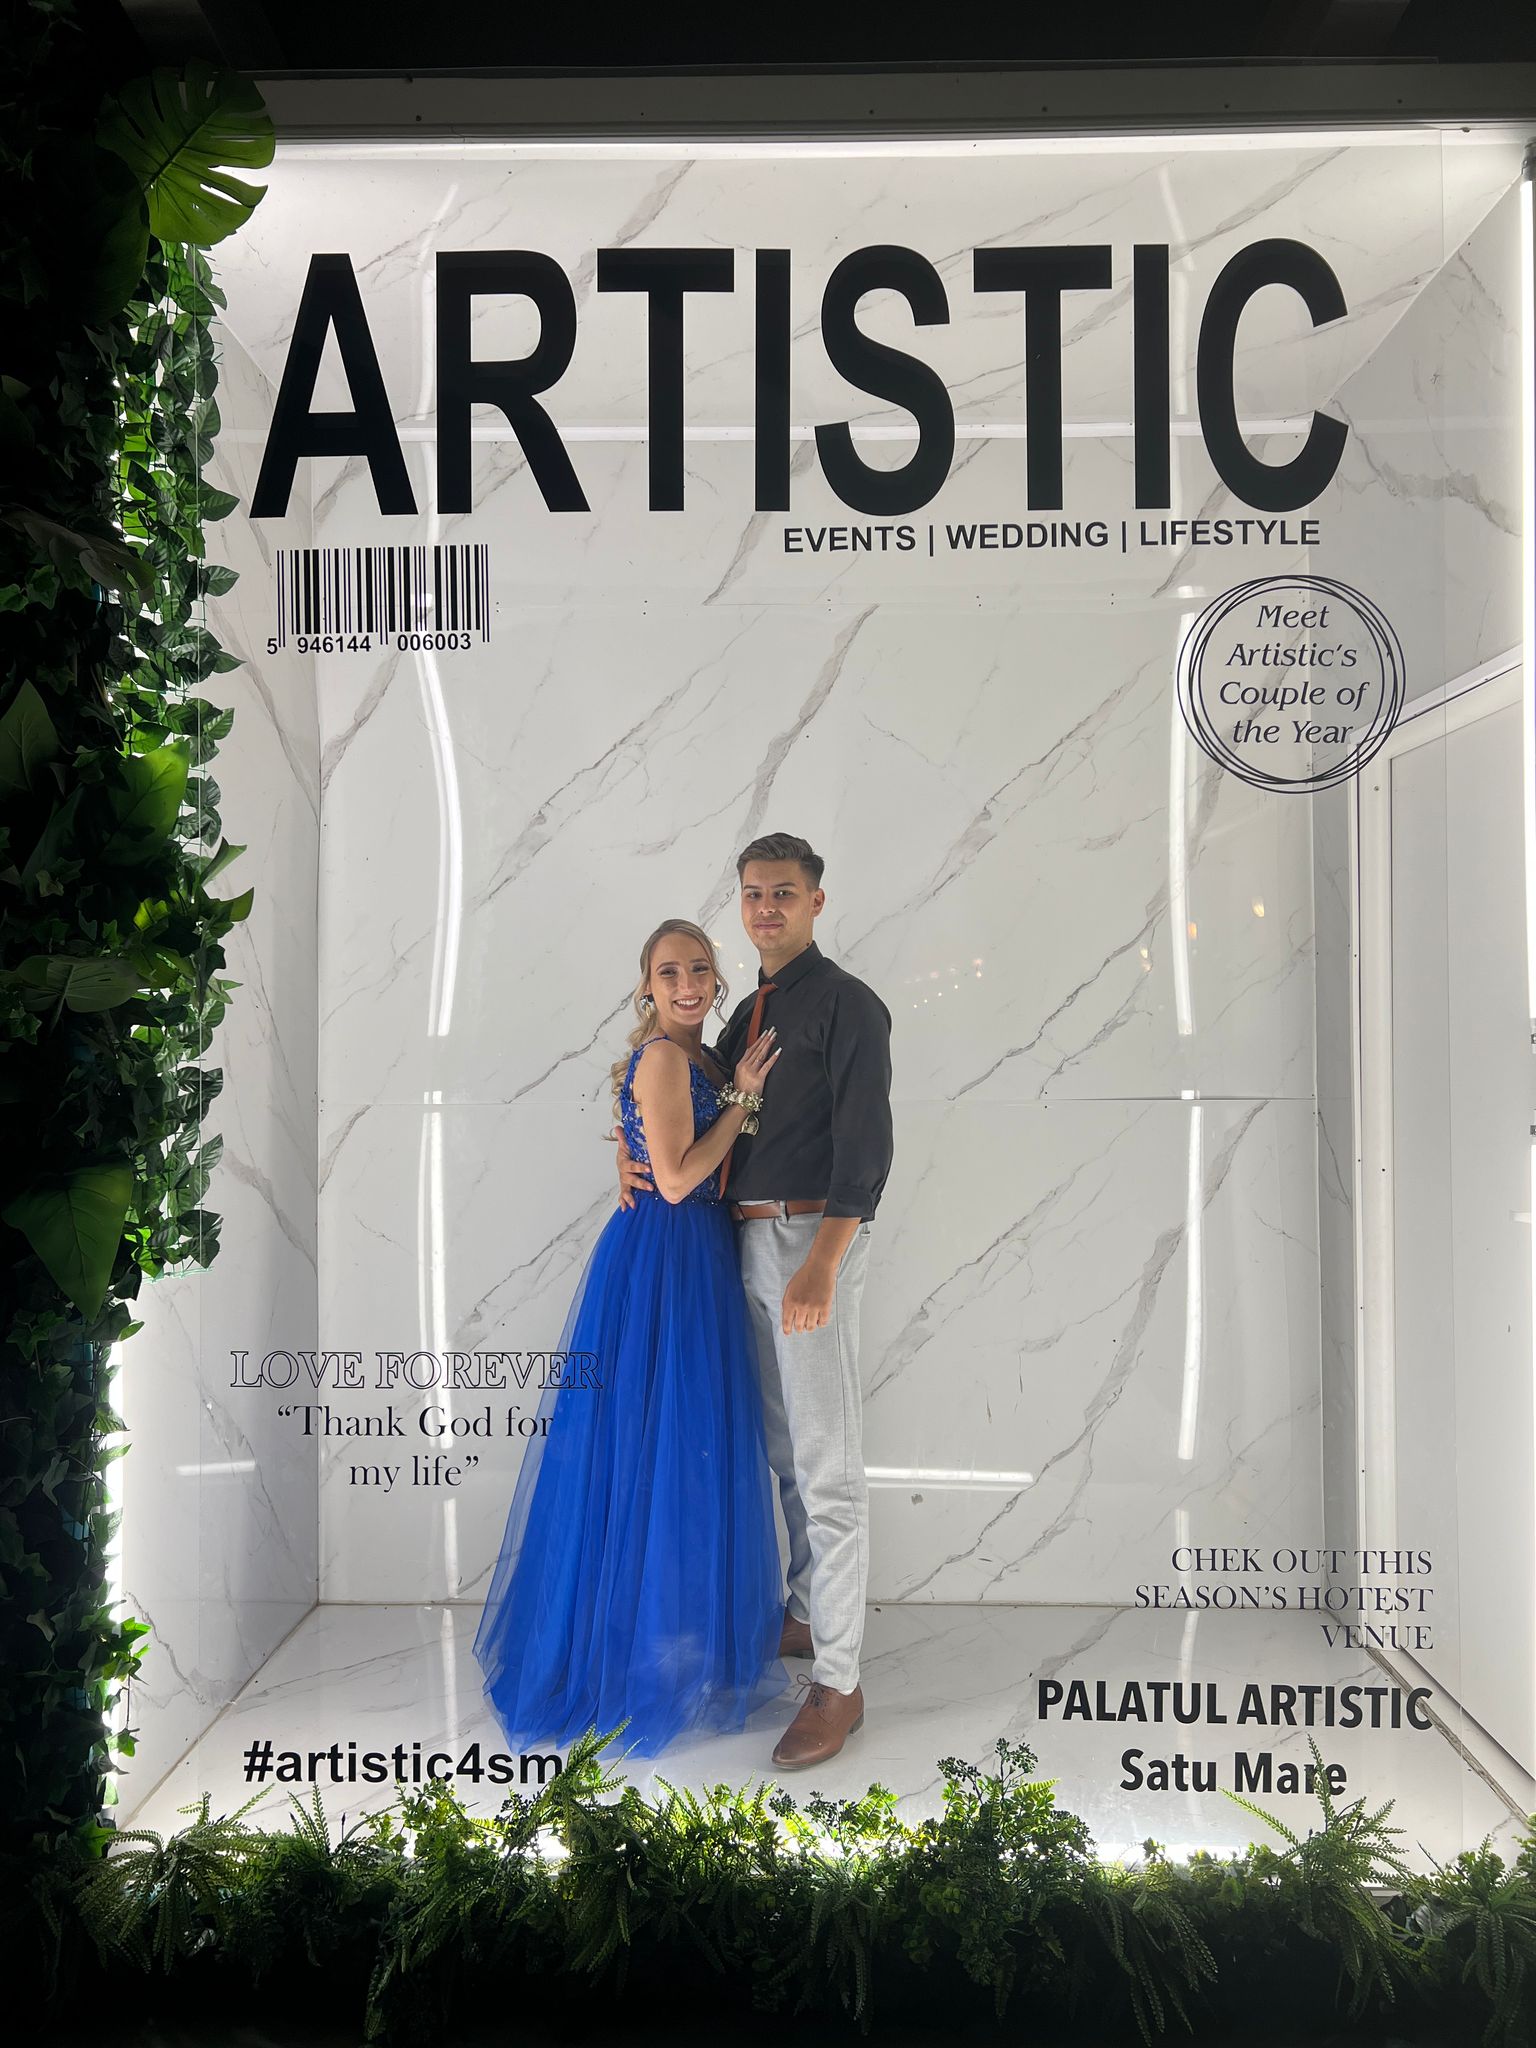 ARTISTIC
EVENTS | WEDDING | LIFESTYLE
5 946144 006003
Meet
Artistic's
Couple of
the Year
LOVE FOREVER
“Thank God for
my life”
CHEK OUT THIS
SEASON'S HOTEST
VENUE
PALATUL ARTISTIC
Satu Mare
#artistic4sm